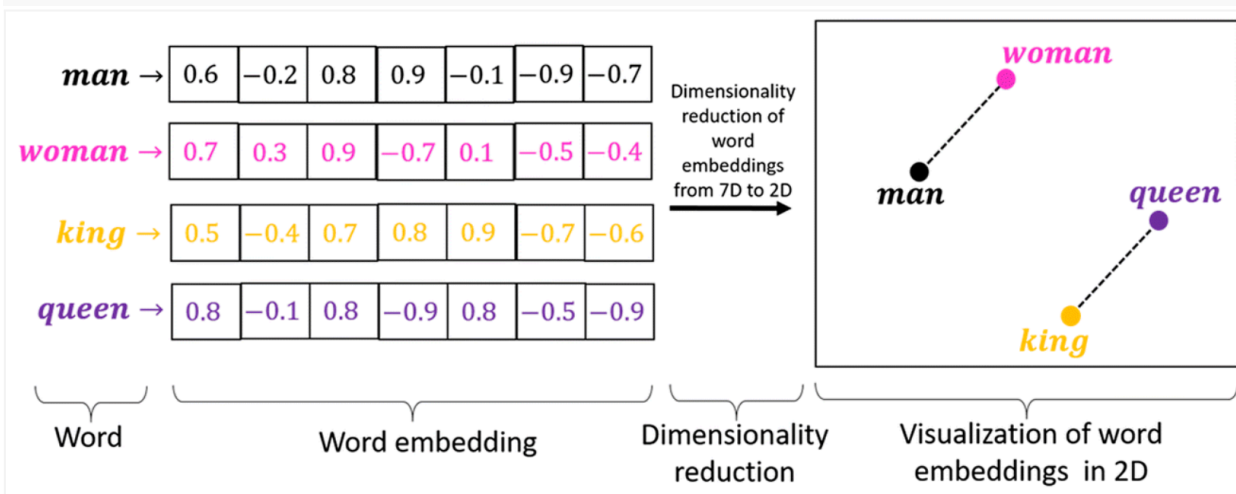 man → 0.6 −0.2 0.8 0.9 −0.1 −0.9 −0.7
woman → 0.7 0.3 0.9 −0.7 0.1 −0.5 −0.4
king → 0.5 −0.4 0.7 0.8 0.9 −0.7 −0.6
queen → 0.8 −0.1 0.8 −0.9 0.8 −0.5 −0.9
Dimensionality
reduction of
word
embeddings
from 7D to 2D
woman
man
queen
king
Word
Word embedding
Dimensionality
reduction
Visualization of word
embeddings in 2D